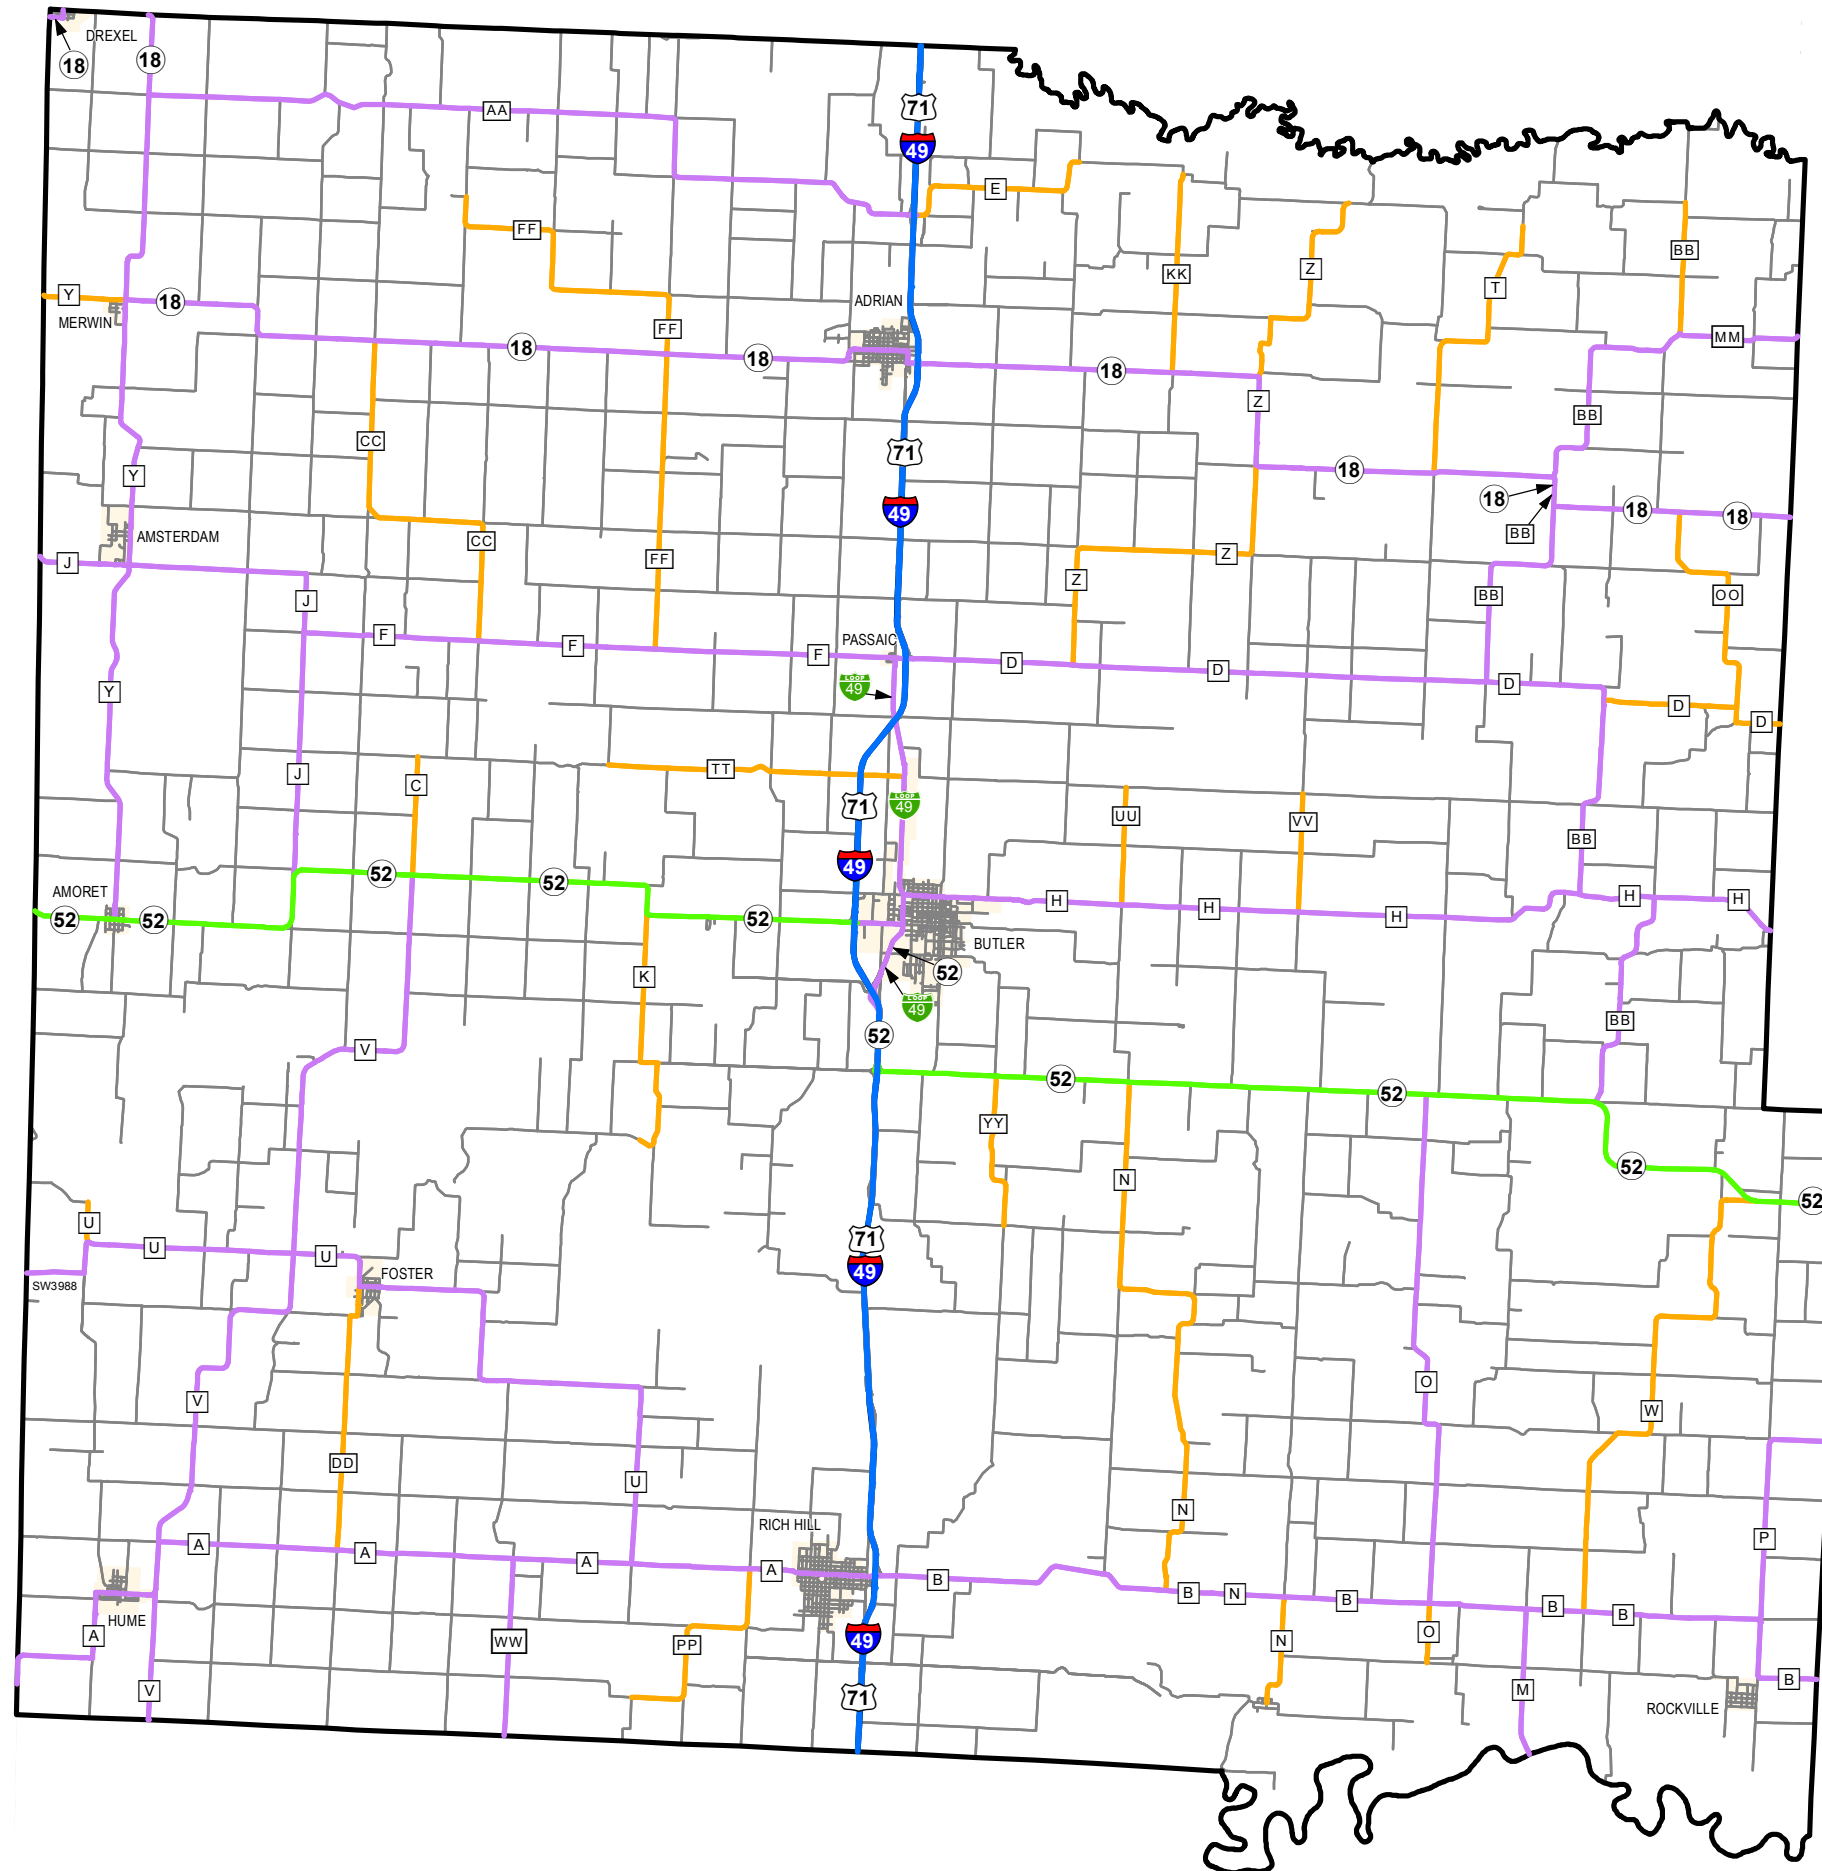 DREXEL
18
18
AA
71
49
E
FF
KK
Z
BB
T
Y
18
MERWIN
ADRIAN
FF
MM
18
18
18
Z
BB
CC
71
18
Y
18
18
18
49
BB
AMSTERDAM
CC
Z
J
FF
Z
BB
OO
J
F
F
PASSAIC
F
D
D
D
LOOP
49
Y
D
D
J
TT
C
71
LOOP
49
UU
VV
BB
49
52
52
AMORET
H
H
H
H
H
52
52
52
BUTLER
K
52
LOOP
49
BB
52
V
52
52
YY
N
52
52
U
U
U
71
FOSTER
49
SW3988
O
V
W
DD
U
N
RICH HILL
A
A
A
A
B
P
B
N
B
B
B
HUME
A
WW
PP
49
N
O
V
71
M
B
ROCKVILLE